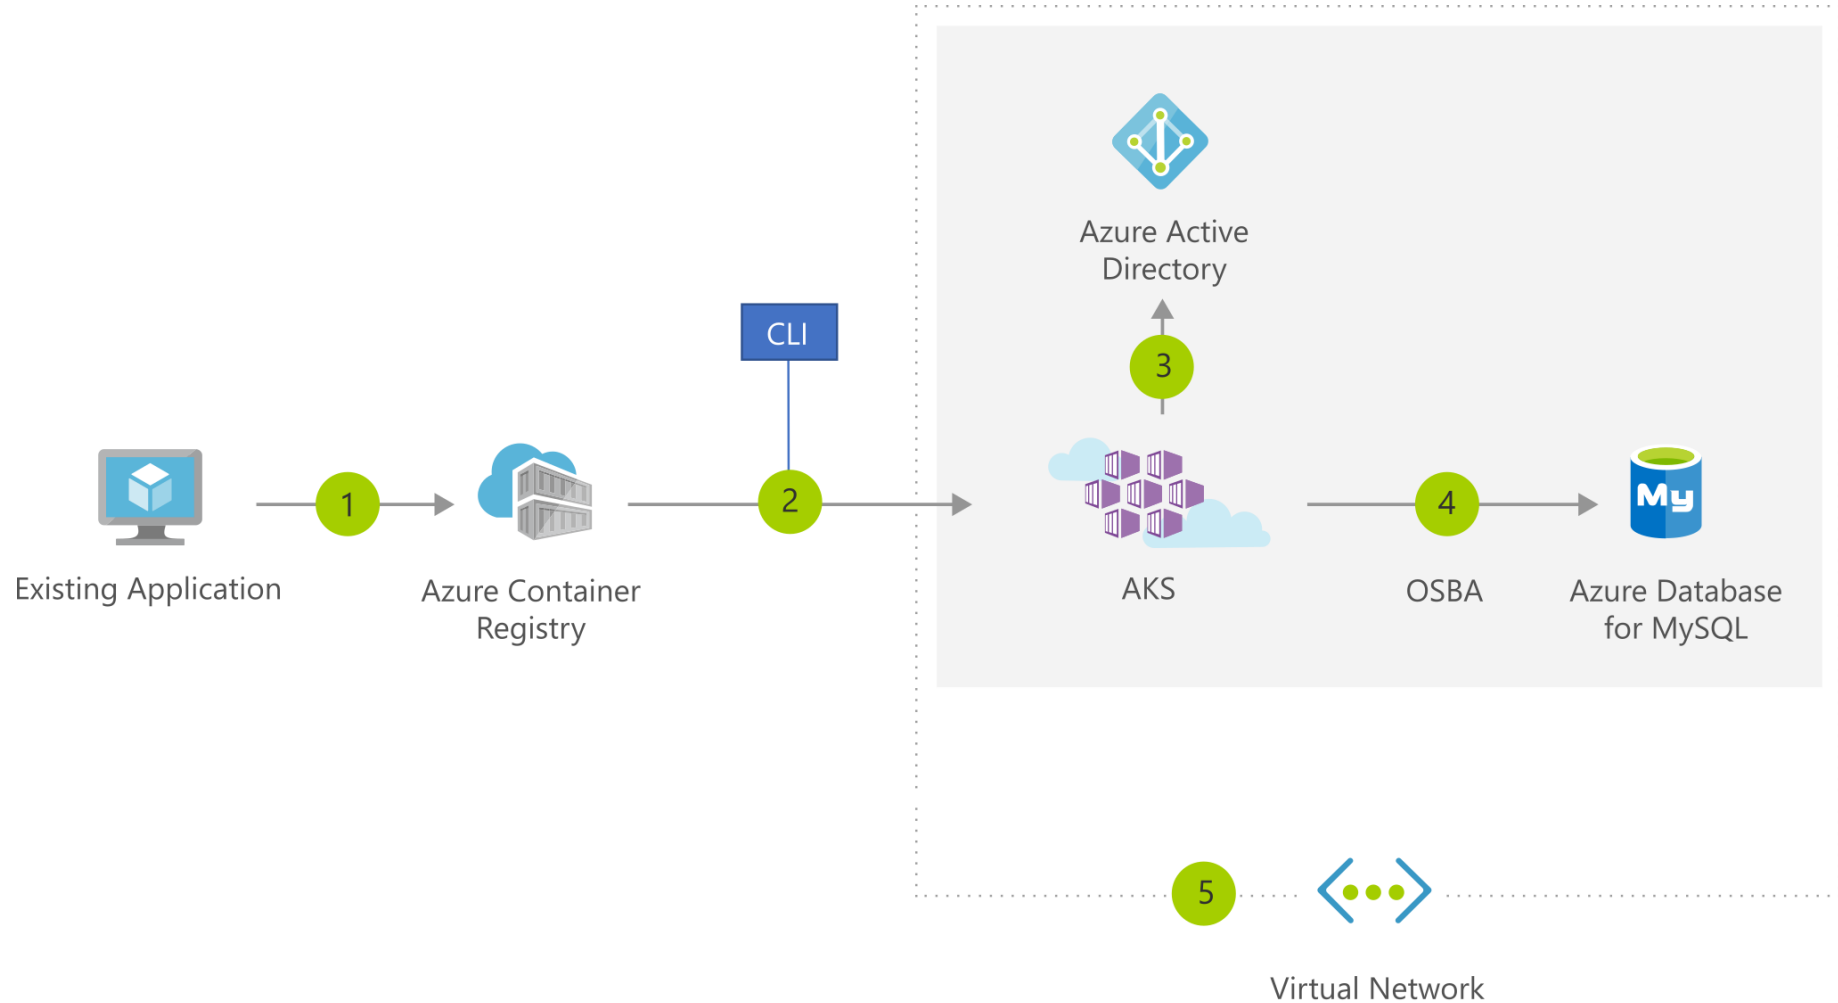 Azure Active
Directory
CLI
3
1
2
4
My
Existing Application
Azure Container
Registry
AKS
OSBA
Azure Database
for MySQL
5
Virtual Network